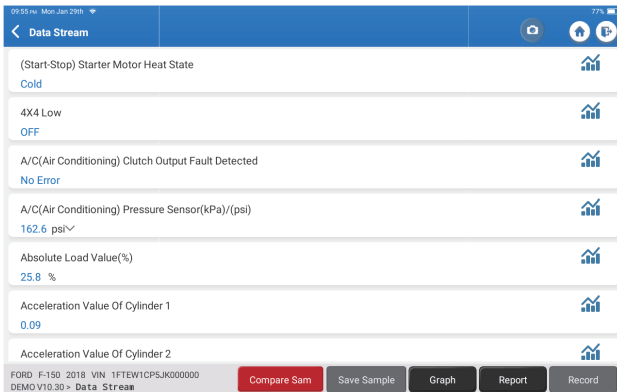 09:55 PM Mon Jan 29th
77%
Data Stream
(Start-Stop) Starter Motor Heat State
Cold
4X4 Low
OFF
A/C(Air Conditioning) Clutch Output Fault Detected
No Error
A/C(Air Conditioning) Pressure Sensor(kPa)/(psi)
162.6 psi
Absolute Load Value(%)
25.8 %
Acceleration Value Of Cylinder 1
0.09
Acceleration Value Of Cylinder 2
FORD F-150 2018 VIN 1FTEW1CP5JK000000
DEMO V10.30 > Data Stream
Compare Sam
Save Sample
Graph
Report
Record